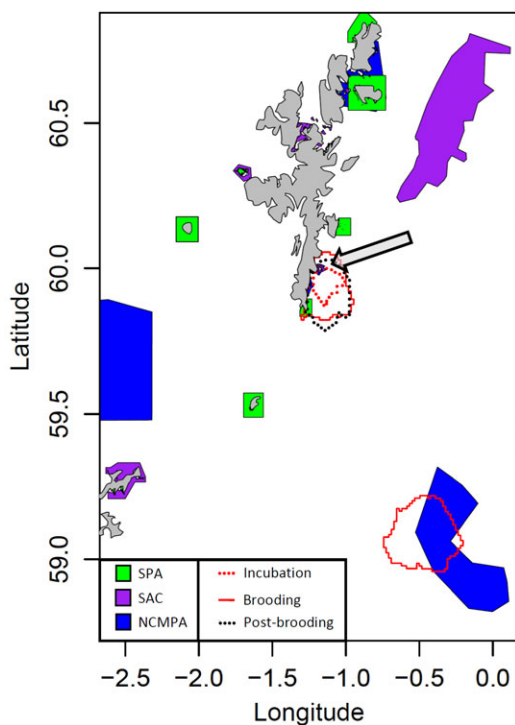 60.5
60.0
59.5
59.0
Latitude
SPA
SAC
NCMPA
Incubation
Brooding
Post-brooding
−2.5 −2.0 −1.5 −1.0 −0.5 0.0
Longitude